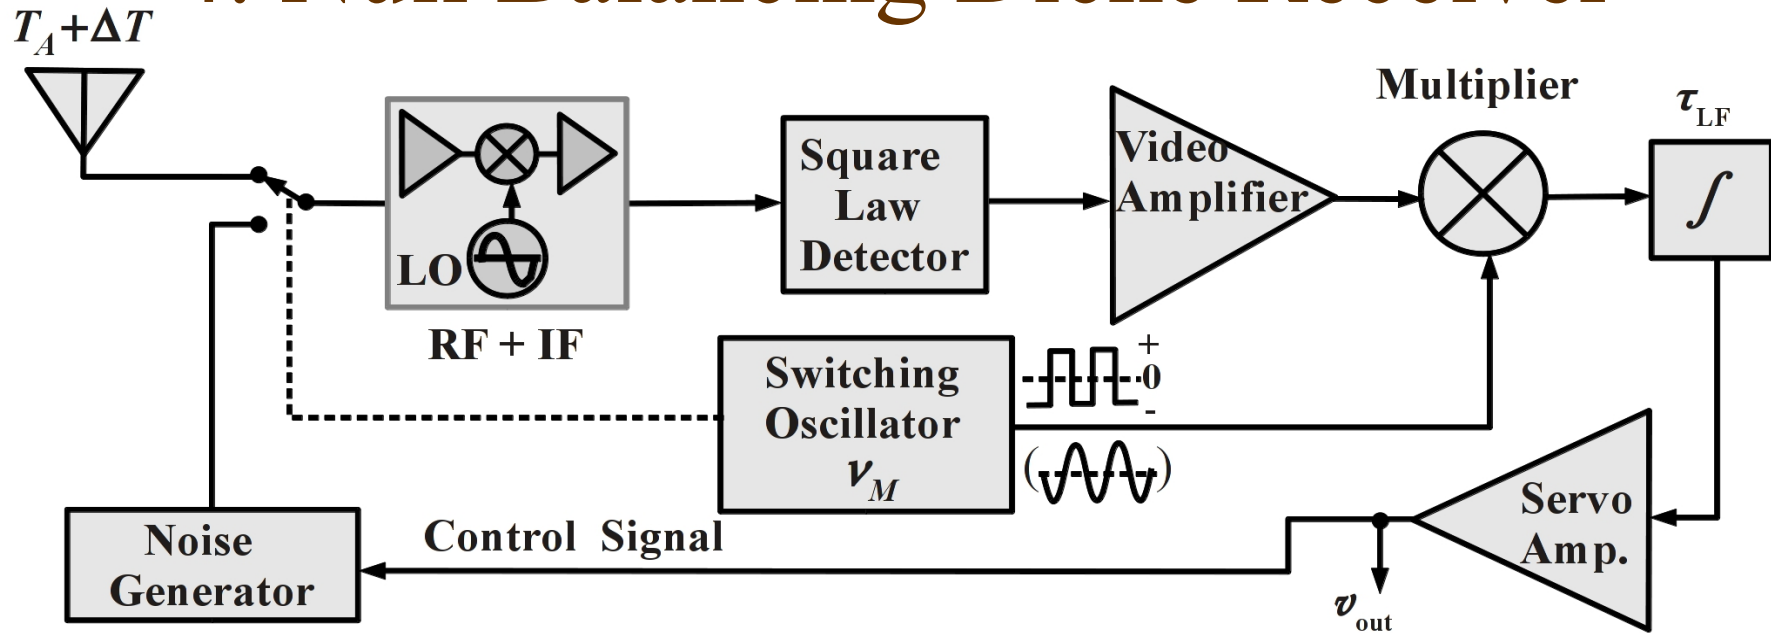 T_A+ΔT
Multiplier
τ_LF
Square
Law
Detector
Video
Amplifier
∫
LO
RF + IF
Switching
Oscillator
ν_M
+
0
-
( )
Servo
Amp.
Noise
Generator
Control Signal
v_out